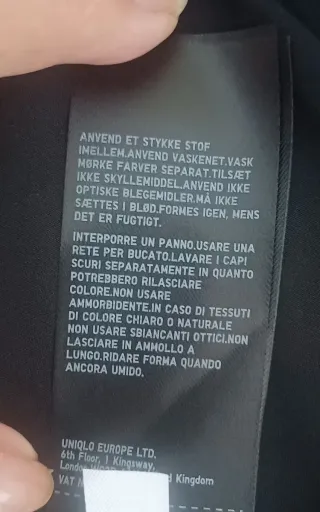 ANVEND ET STYKKE STOF
IMELLEM.ANVEND VASKENET.VASK
MØRKE FARVER SEPARAT.TILSÆT
IKKE SKYLLEMIDDEL.ANVEND IKKE
OPTISKE BLEGEMIDLER.MÅ IKKE
SÆTTES I BLØD.FORMES IGEN, MENS
DET ER FUGTIGT.
INTERPORRE UN PANNO.USARE UNA
RETE PER BUCATO.LAVARE I CAPI
SCURI SEPARATAMENTE IN QUANTO
POTREBBERO RILASCIARE
COLORE.NON USARE
AMMORBIDENTE.IN CASO DI TESSUTI
DI COLORE CHIARO O NATURALE
NON USARE SBIANCANTI OTTICI.NON
LASCIARE IN AMMOLLO A
LUNGO.RIDARE FORMA QUANDO
ANCORA UMIDO.
UNIQLO EUROPE LTD.
6th Floor, 1 Kingsway,
London Kingdom
VAT